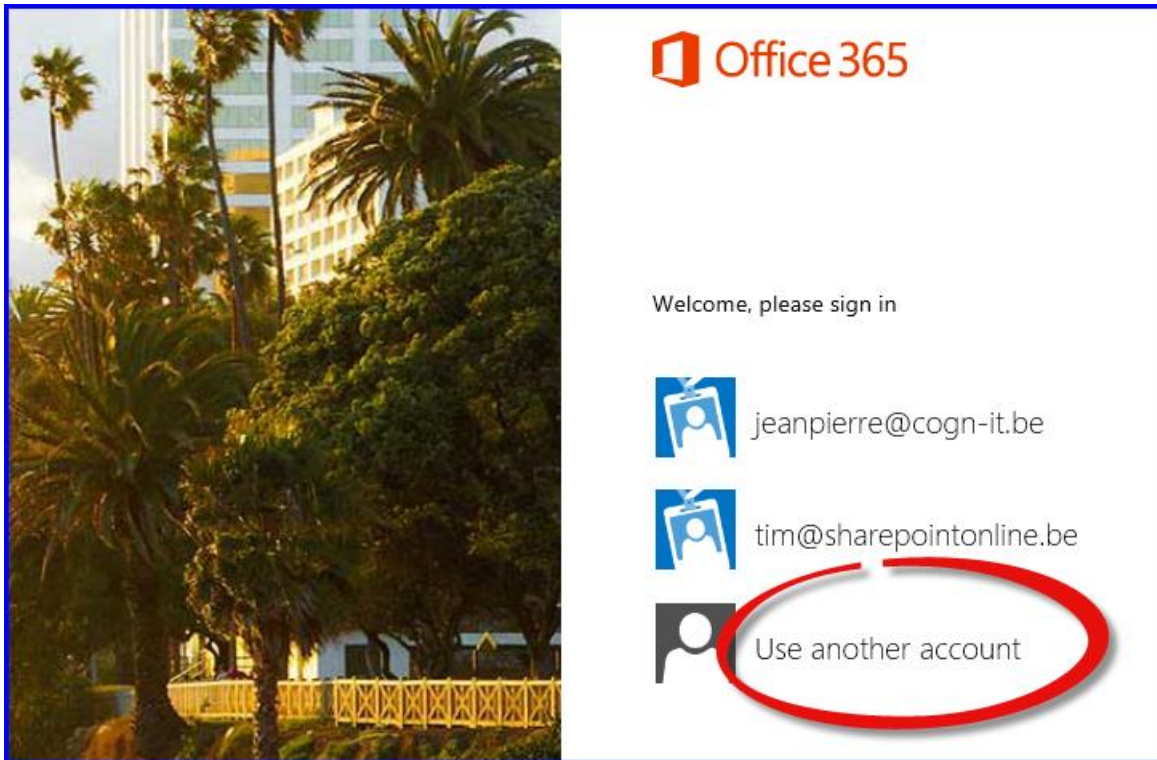 Office 365
Welcome, please sign in
jeanpierre@cogn-it.be
tim@sharepointonline.be
Use another account